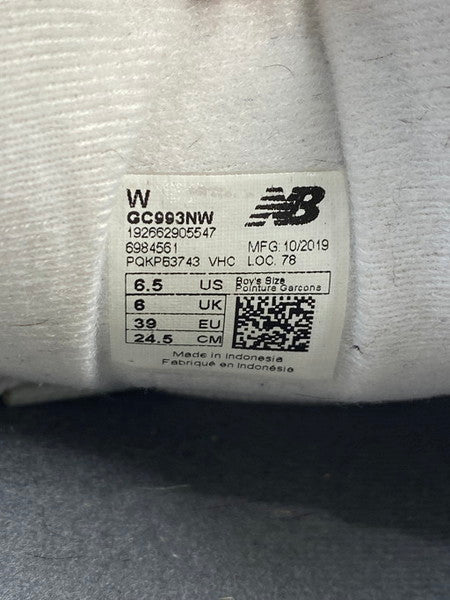 W
NB
GC993NW
192662905547
6984561 MFG: 10/2019
PQKPB3743 VHC LOC. 78
6.5 US Boy's Size
Pointure Garcons
6 UK
39 EU
24.5 CM
Made in Indonesia
Fabriqué en Indonésie